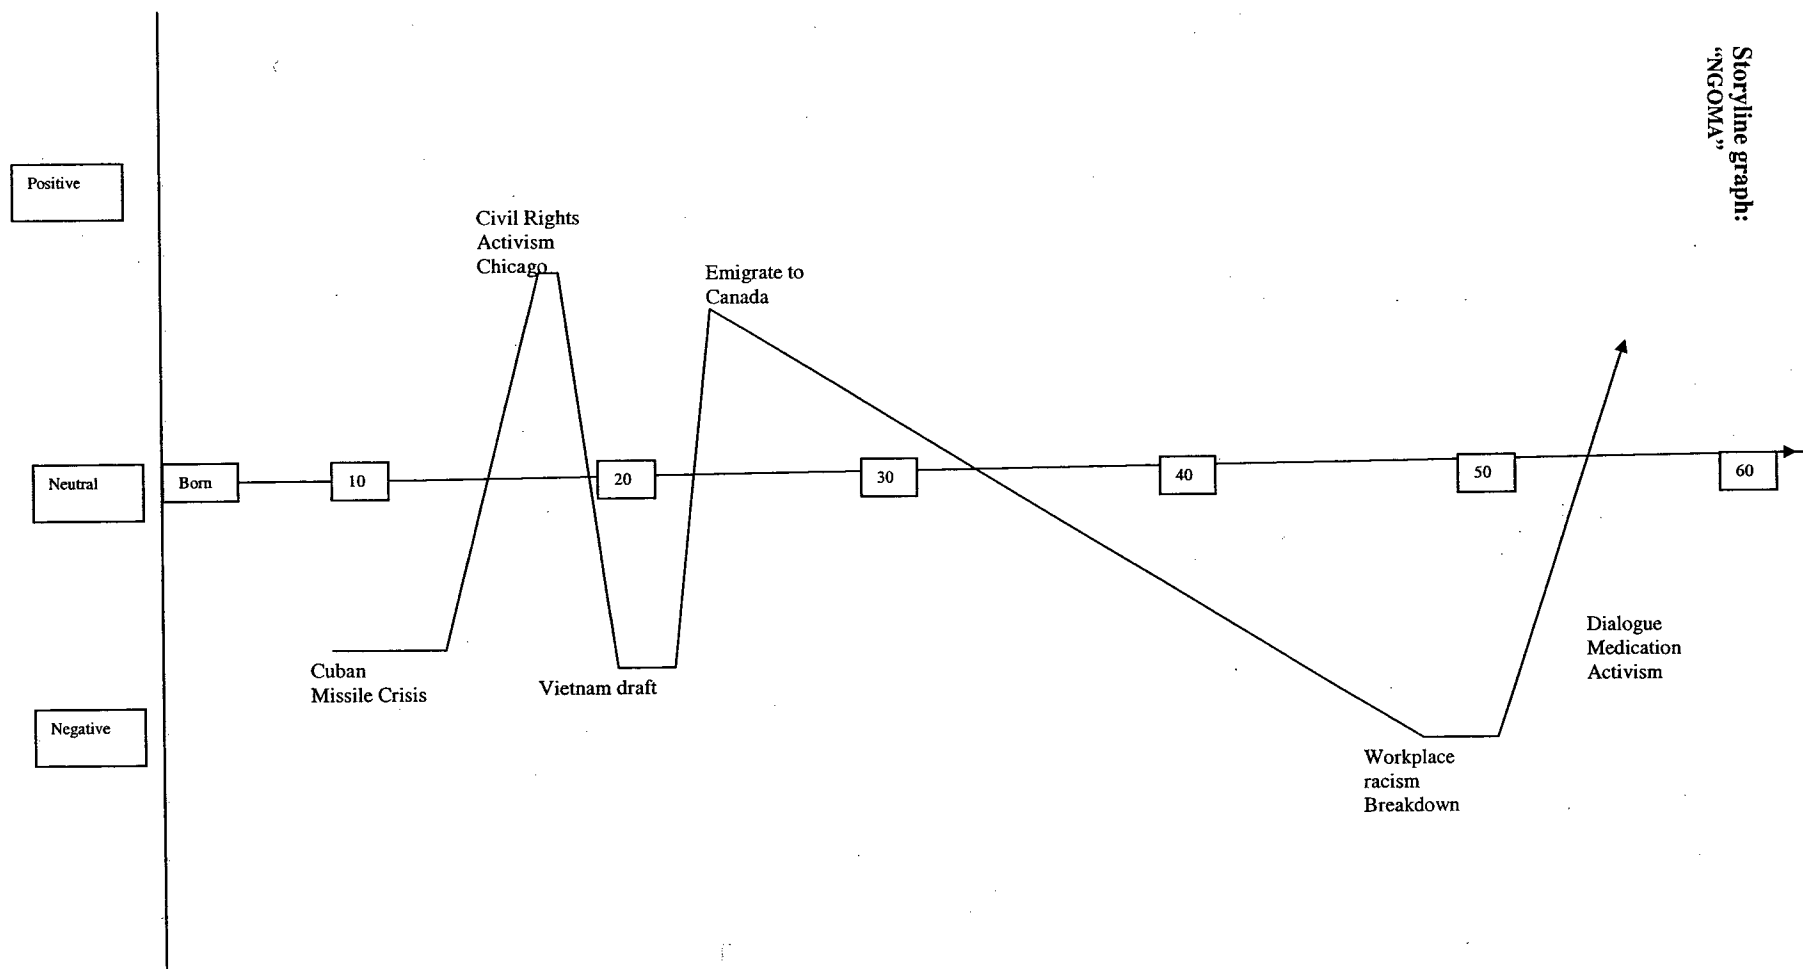 Storyline graph:
“NGOMA”
Positive
Civil Rights
Activism
Chicago
Emigrate to
Canada
Neutral
Born
10
20
30
40
50
60
Cuban
Missile Crisis
Vietnam draft
Dialogue
Medication
Activism
Negative
Workplace
racism
Breakdown